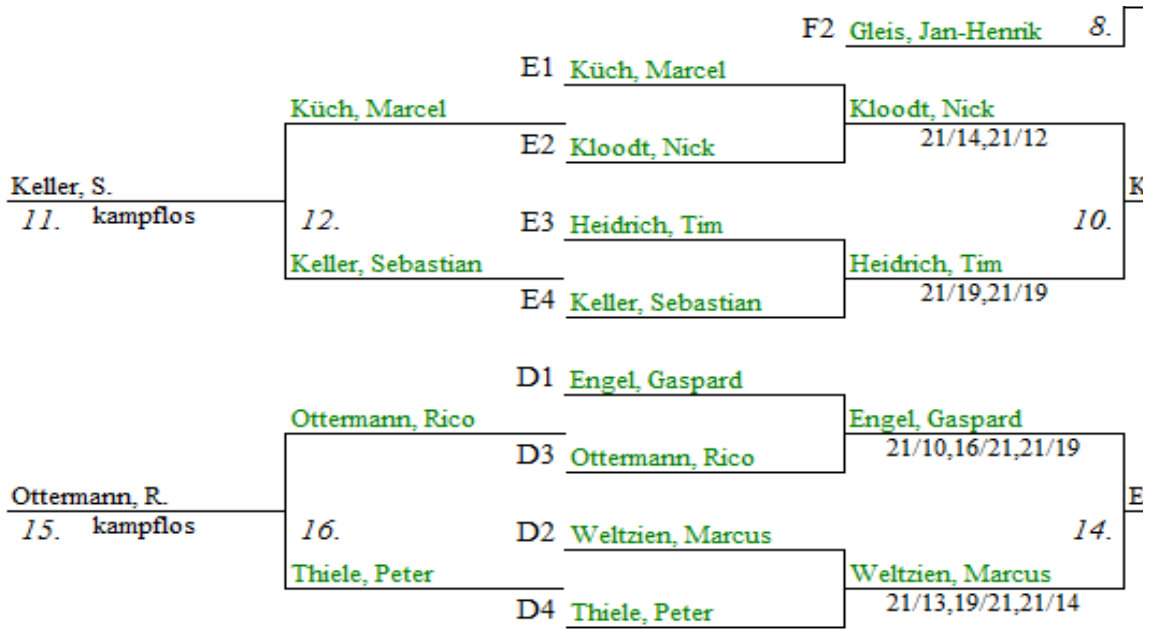 F2 Gleis, Jan-Henrik 8.
E1 Küch, Marcel
Küch, Marcel Kloodt, Nick
E2 Kloodt, Nick 21/14,21/12
Keller, S. K
11. kampflos 12. E3 Heidrich, Tim 10.
Keller, Sebastian Heidrich, Tim
E4 Keller, Sebastian 21/19,21/19
D1 Engel, Gaspard
Ottermann, Rico Engel, Gaspard
D3 Ottermann, Rico 21/10,16/21,21/19
Ottermann, R. E
15. kampflos 16. D2 Weltzien, Marcus 14.
Thiele, Peter Weltzien, Marcus
D4 Thiele, Peter 21/13,19/21,21/14